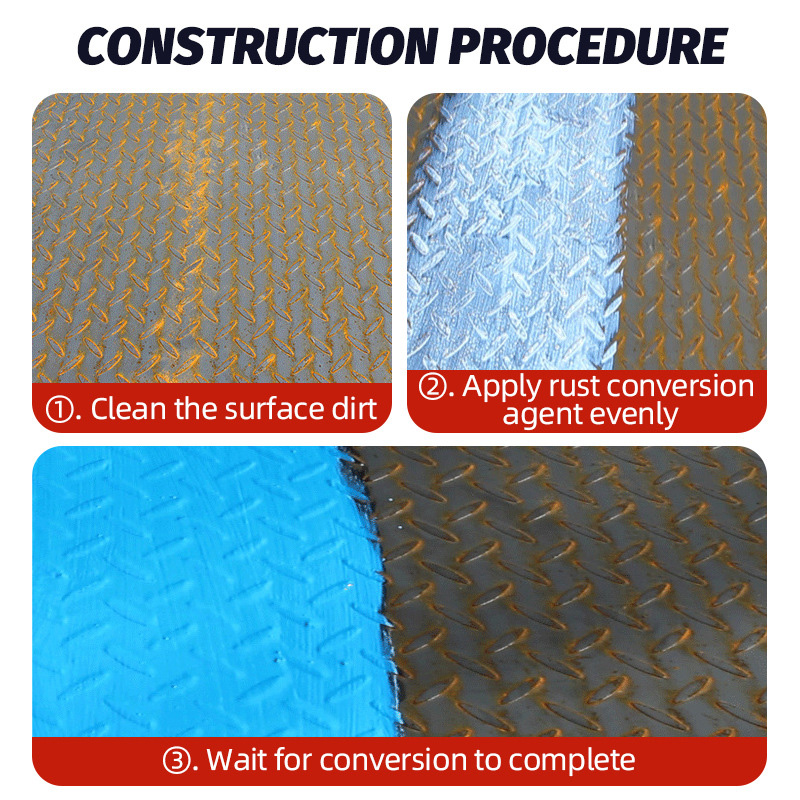 CONSTRUCTION PROCEDURE
①. Clean the surface dirt
②. Apply rust conversion
agent evenly
③. Wait for conversion to complete